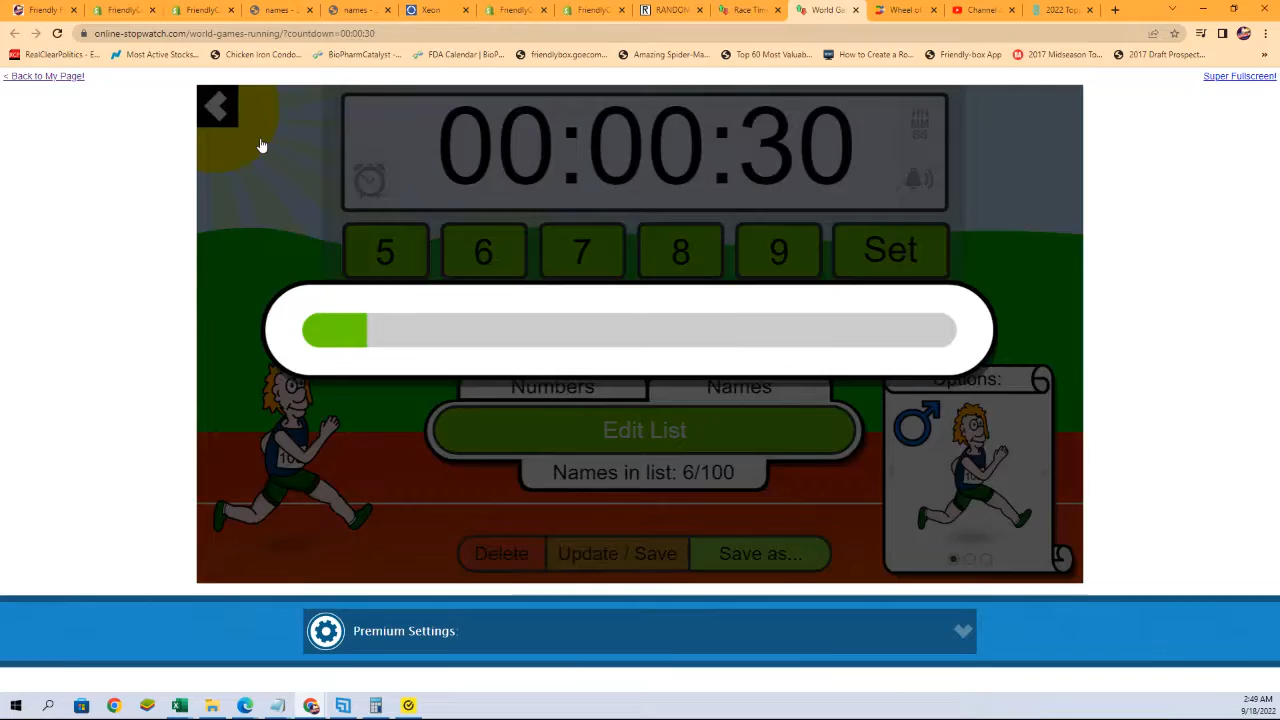 Friendly F
FriendlyC
FriendlyC
names -
names -
Xeon
FriendlyC
FriendlyC
RANDOM
Race Time
World Ga
Wheel of
Channel
2022 Top
online-stopwatch.com/world-games-running/?countdown=00:00:30
RealClearPolitics - E...
Most Active Stocks...
Chicken Iron Condo...
BioPharmCatalyst -...
FDA Calendar | BioP...
friendlybox.goecom...
Amazing Spider-Ma...
Top 60 Most Valuab...
How to Create a Ro...
Friendly-box App
2017 Midseason To...
2017 Draft Prospect...
< Back to My Page!
Super Fullscreen!
00:00:30
5 6 7 8 9 Set
Numbers Names
Options:
Edit List
Names in list: 6/100
Delete Update / Save Save as...
Premium Settings:
2:49 AM
9/18/2022